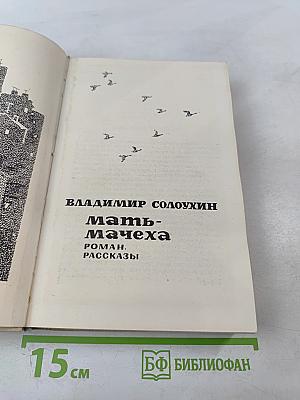 ВЛАДИМИР СОЛОУХИН
мать-
мачеха
РОМАН.
РАССКАЗЫ
15 см
БФ БИБЛИОФАН